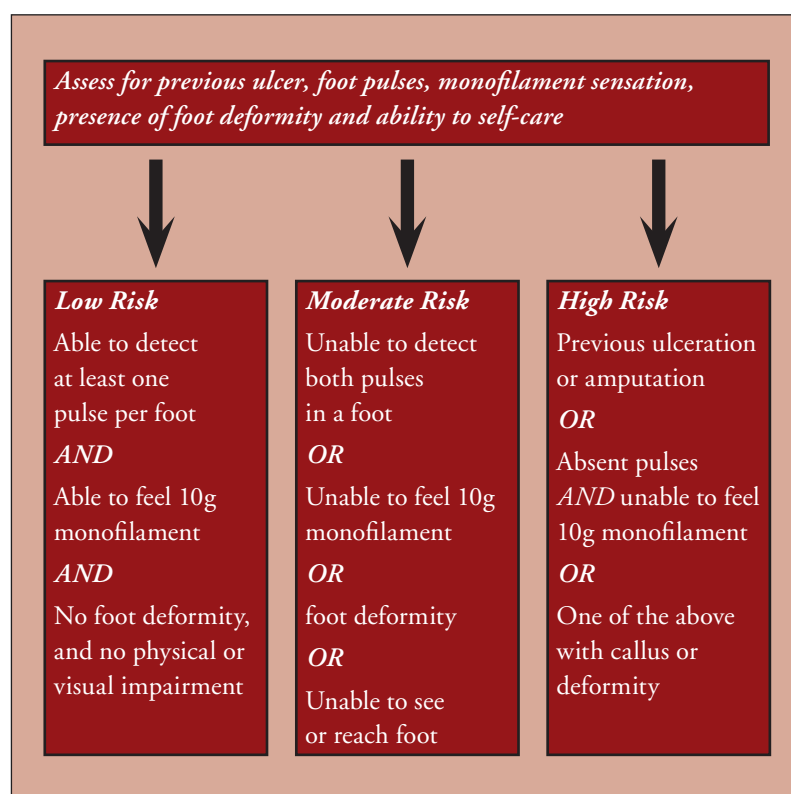 Assess for previous ulcer, foot pulses, monofilament sensation,
presence of foot deformity and ability to self-care
Low Risk
Able to detect
at least one
pulse per foot
AND
Able to feel 10g
monofilament
AND
No foot deformity,
and no physical or
visual impairment
Moderate Risk
Unable to detect
both pulses
in a foot
OR
Unable to feel 10g
monofilament
OR
foot deformity
OR
Unable to see
or reach foot
High Risk
Previous ulceration
or amputation
OR
Absent pulses
AND unable to feel
10g monofilament
OR
One of the above
with callus or
deformity